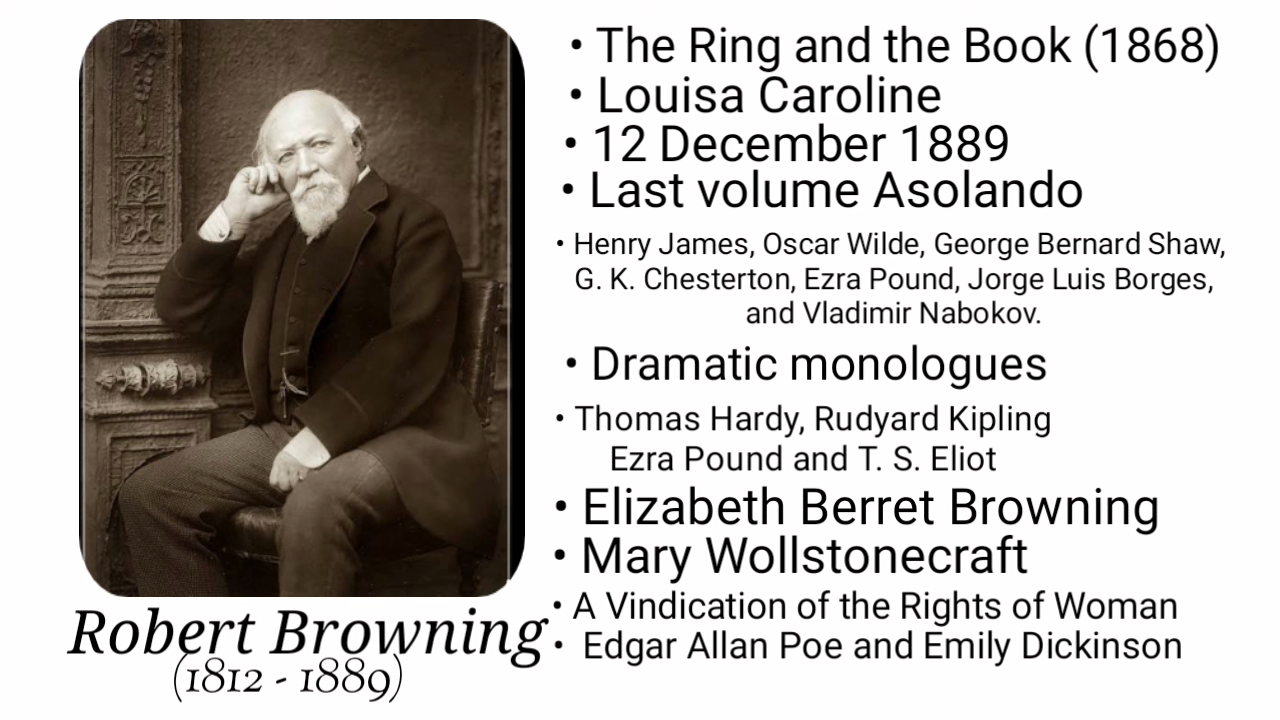 • The Ring and the Book (1868)
• Louisa Caroline
• 12 December 1889
• Last volume Asolando
• Henry James, Oscar Wilde, George Bernard Shaw,
G. K. Chesterton, Ezra Pound, Jorge Luis Borges,
and Vladimir Nabokov.
• Dramatic monologues
• Thomas Hardy, Rudyard Kipling
Ezra Pound and T. S. Eliot
• Elizabeth Berret Browning
• Mary Wollstonecraft
• A Vindication of the Rights of Woman
• Edgar Allan Poe and Emily Dickinson
Robert Browning
(1812 - 1889)